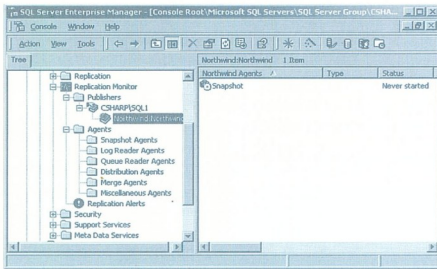 SQL Server Enterprise Manager - [Console Root\Microsoft SQL Servers\SQL Server Group\CSHA...
Console Window Help
Action View Tools
Tree
Northwind:Northwind 1 Item
Replication
Replication Monitor
Publishers
CSHARP\SQL1
Northwind:Northwind
Agents
Snapshot Agents
Log Reader Agents
Queue Reader Agents
Distribution Agents
Merge Agents
Miscellaneous Agents
Replication Alerts
Security
Support Services
Meta Data Services
Northwind Agents Type Status
Snapshot Never started